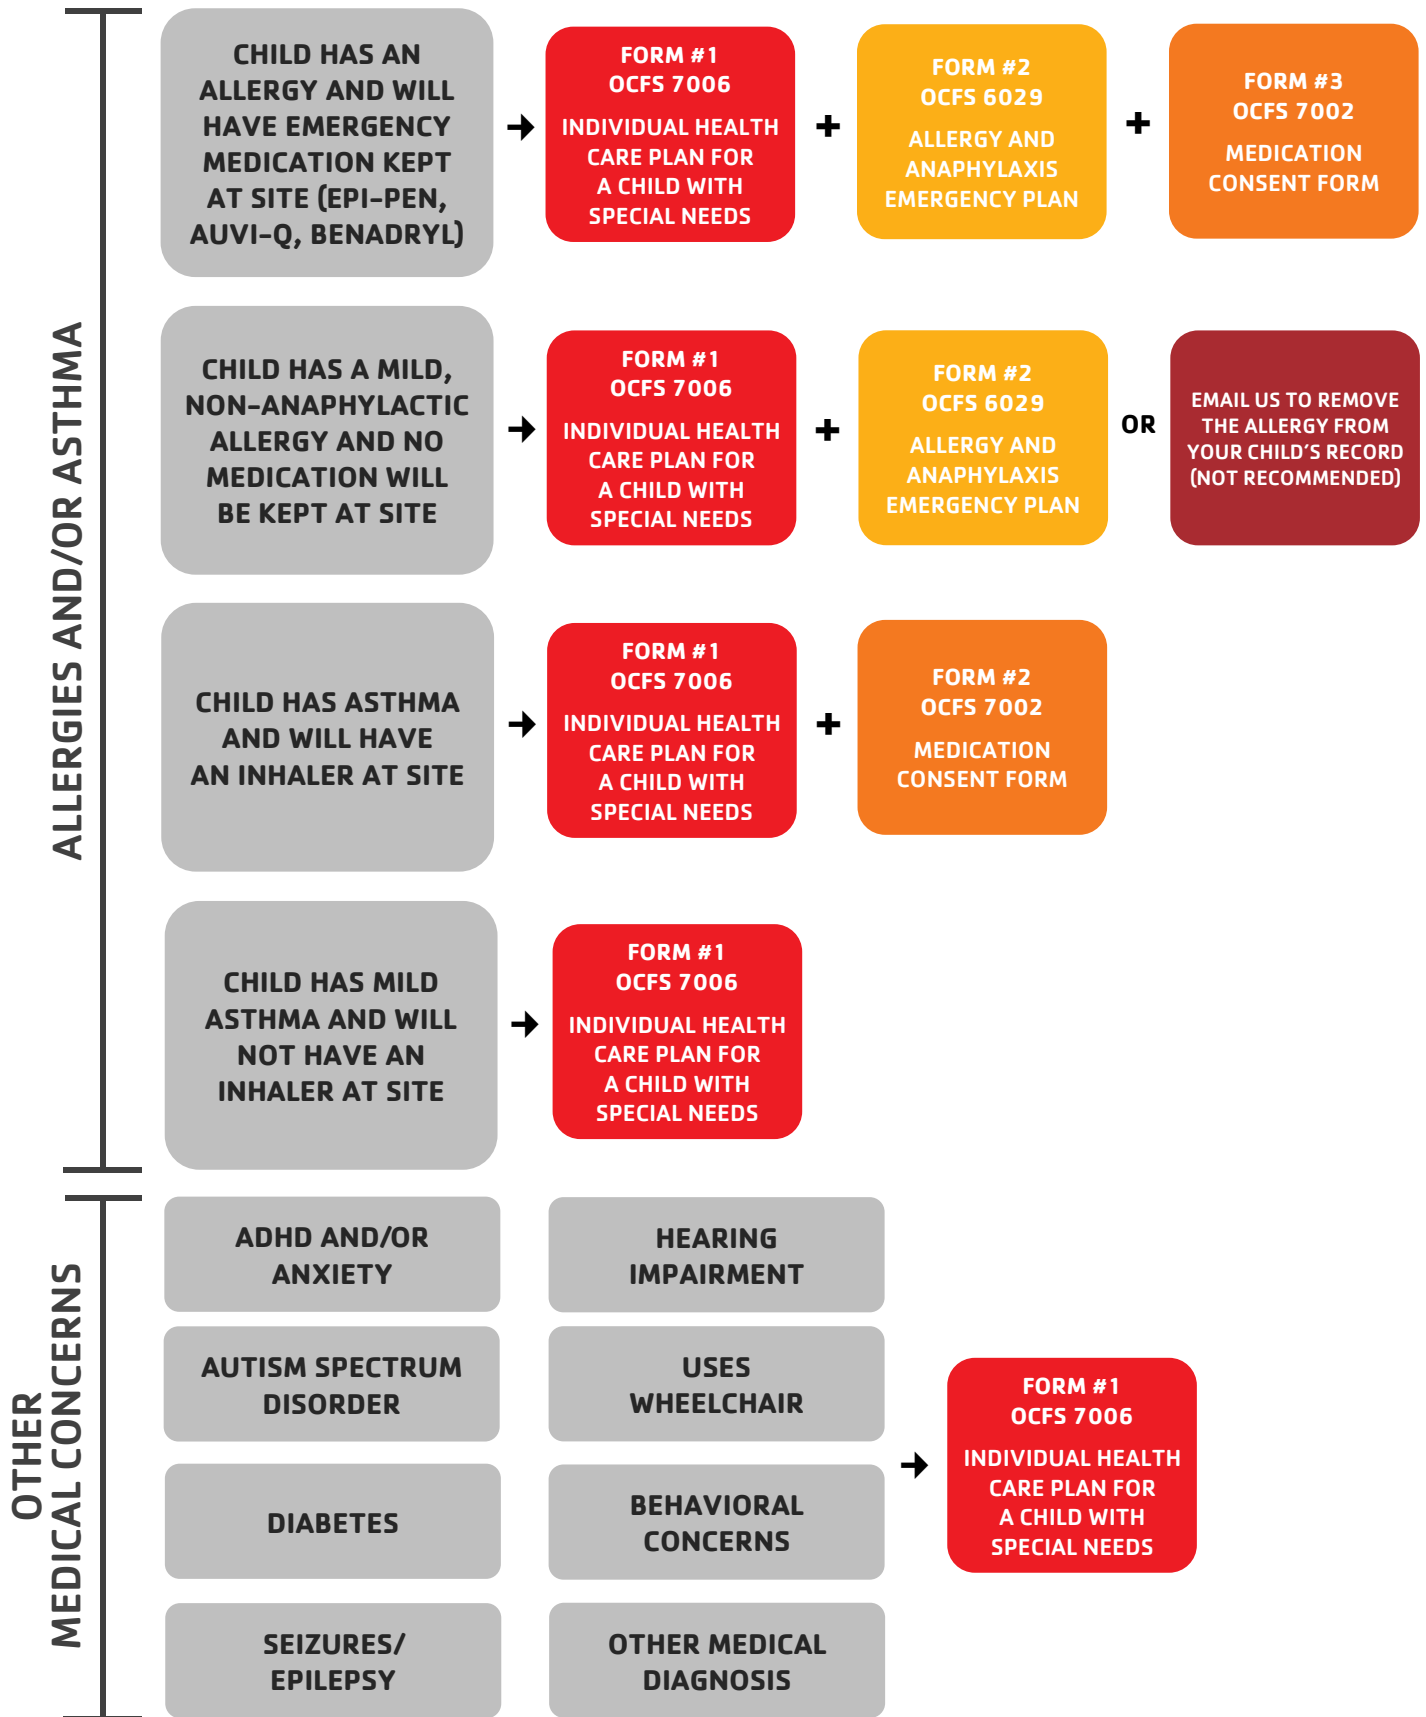 ALLERGIES AND/OR ASTHMA
CHILD HAS AN
ALLERGY AND WILL
HAVE EMERGENCY
MEDICATION KEPT
AT SITE (EPI-PEN,
AUVI-Q, BENADRYL)
FORM #1
OCFS 7006
INDIVIDUAL HEALTH
CARE PLAN FOR
A CHILD WITH
SPECIAL NEEDS
+
FORM #2
OCFS 6029
ALLERGY AND
ANAPHYLAXIS
EMERGENCY PLAN
+
FORM #3
OCFS 7002
MEDICATION
CONSENT FORM
CHILD HAS A MILD,
NON-ANAPHYLACTIC
ALLERGY AND NO
MEDICATION WILL
BE KEPT AT SITE
FORM #1
OCFS 7006
INDIVIDUAL HEALTH
CARE PLAN FOR
A CHILD WITH
SPECIAL NEEDS
+
FORM #2
OCFS 6029
ALLERGY AND
ANAPHYLAXIS
EMERGENCY PLAN
OR
EMAIL US TO REMOVE
THE ALLERGY FROM
YOUR CHILD'S RECORD
(NOT RECOMMENDED)
CHILD HAS ASTHMA
AND WILL HAVE
AN INHALER AT SITE
FORM #1
OCFS 7006
INDIVIDUAL HEALTH
CARE PLAN FOR
A CHILD WITH
SPECIAL NEEDS
+
FORM #2
OCFS 7002
MEDICATION
CONSENT FORM
CHILD HAS MILD
ASTHMA AND WILL
NOT HAVE AN
INHALER AT SITE
FORM #1
OCFS 7006
INDIVIDUAL HEALTH
CARE PLAN FOR
A CHILD WITH
SPECIAL NEEDS
OTHER
MEDICAL CONCERNS
ADHD AND/OR
ANXIETY
HEARING
IMPAIRMENT
AUTISM SPECTRUM
DISORDER
USES
WHEELCHAIR
DIABETES
BEHAVIORAL
CONCERNS
SEIZURES/
EPILEPSY
OTHER MEDICAL
DIAGNOSIS
FORM #1
OCFS 7006
INDIVIDUAL HEALTH
CARE PLAN FOR
A CHILD WITH
SPECIAL NEEDS